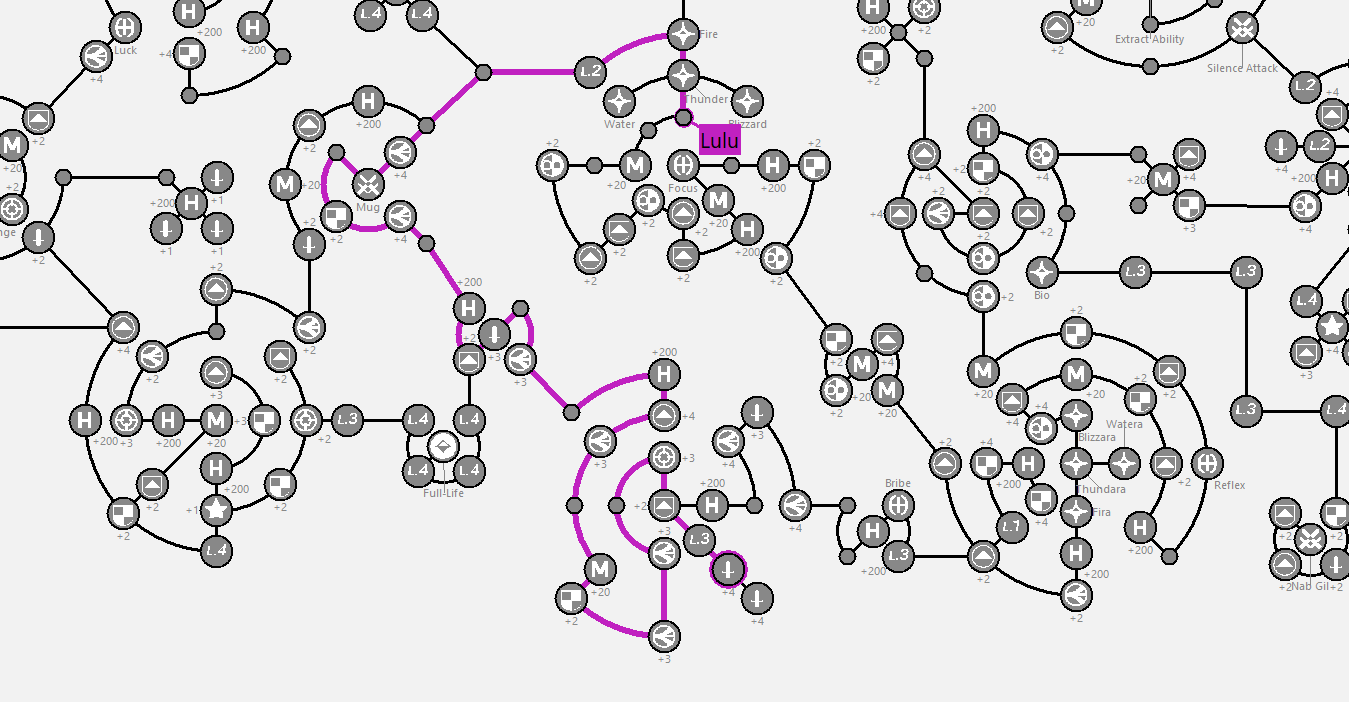 L.4
L.4
H
+200
Luck
+4
H
+200
+4
L.2
Fire
Thunder
Water
Blizzard
Lulu
H
+200
+2
+2
M
+20
+2
Extract Ability
Silence Attack
L.2
+4
+2
M
+20
+2
+2
H
+200
+1
+1
+1
+2
H
+200
+2
M
+20
+4
Mug
+2
+2
+4
+2
M
+20
Focus
H
+200
+2
M
+20
+2
H
+200
+2
+2
+2
+2
H
+200
+2
+4
+4
+4
+2
+2
+2
+2
Bio
L.3
L.3
M
+20
+3
L.2
H
+200
+4
L.4
+4
+3
+4
+2
+2
+2
H
+200
+2
+3
+3
+2
M
+20
+2
M
+20
M
+20
+2
M
+2
H
+200
+3
H
+200
M
+20
+3
+3
H
+200
+2
+2
+1
+2
L.4
+2
L.3
L.4
L.4
L.4
L.4
Full-Life
H
+200
+4
+3
+3
+2
H
+200
+3
L.3
+4
+4
M
+20
+2
+3
+3
+4
+4
H
+200
Bribe
L.3
+2
+2
+4
H
+200
+4
L.1
+4
Blizzara
Watera
Thundara
Fira
+2
+2
H
+200
Reflex
H
+200
+2
L.3
L.4
+2
+2
+2
+2
Nab Gil